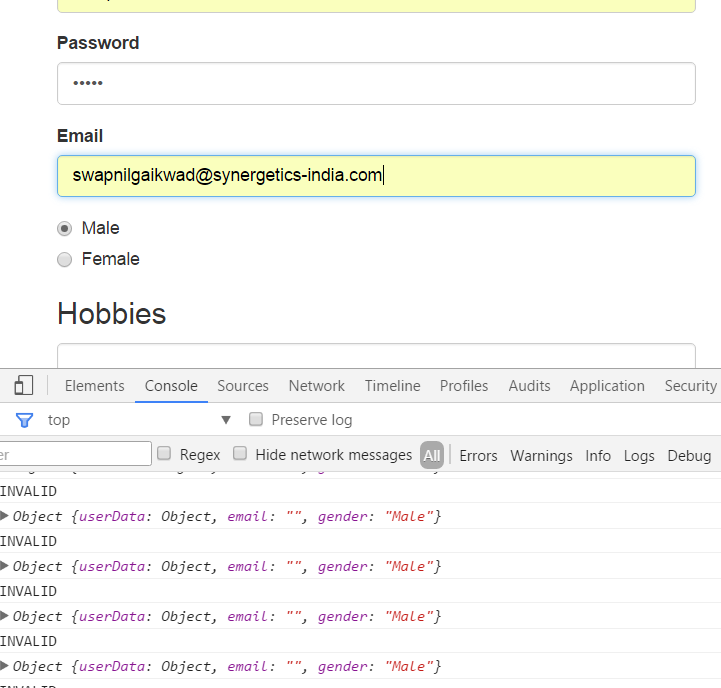 Password
•••••
Email
swapnilgaikwad@synergetics-india.com
Male
Female
Hobbies
Elements Console Sources Network Timeline Profiles Audits Application Security
top ▼ Preserve log
er Regex Hide network messages All Errors Warnings Info Logs Debug
INVALID
Object {userData: Object, email: "", gender: "Male"}
INVALID
Object {userData: Object, email: "", gender: "Male"}
INVALID
Object {userData: Object, email: "", gender: "Male"}
INVALID
Object {userData: Object, email: "", gender: "Male"}